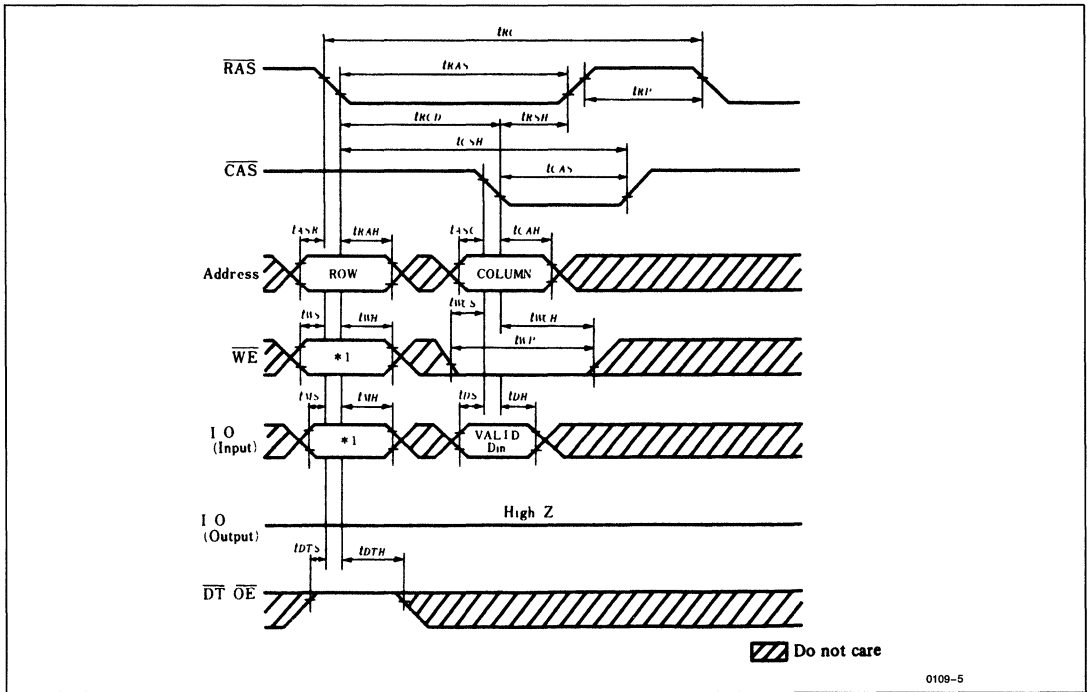 tRC
RAS
tRAS
tRP
tRCD
tRSH
tCSH
CAS
tCAS
tASR
tRAH
tASC
tCAH
Address
ROW
COLUMN
tWCS
tWS
tWH
tWCH
tWP
WE
*1
tMS
tMH
tDS
tDH
I O
(Input)
*1
VALID
Din
I O
(Output)
High Z
tDTS
tDTH
DT OE
Do not care
0109-5